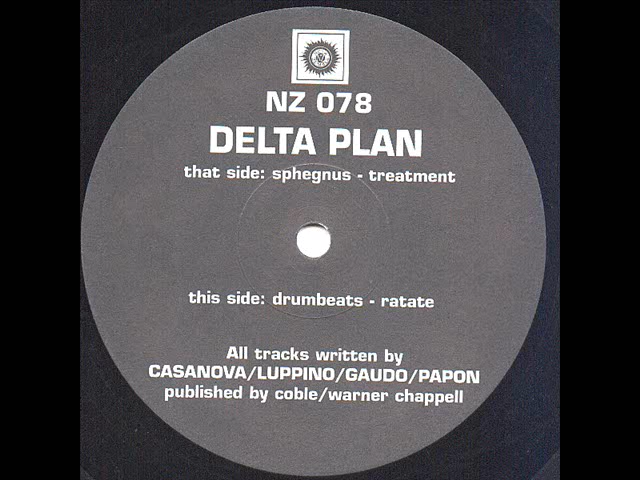 NZ 078
DELTA PLAN
that side: sphegnus - treatment
this side: drumbeats - ratate
All tracks written by
CASANOVA/LUPPINO/GAUDO/PAPON
published by coble/warner chappell